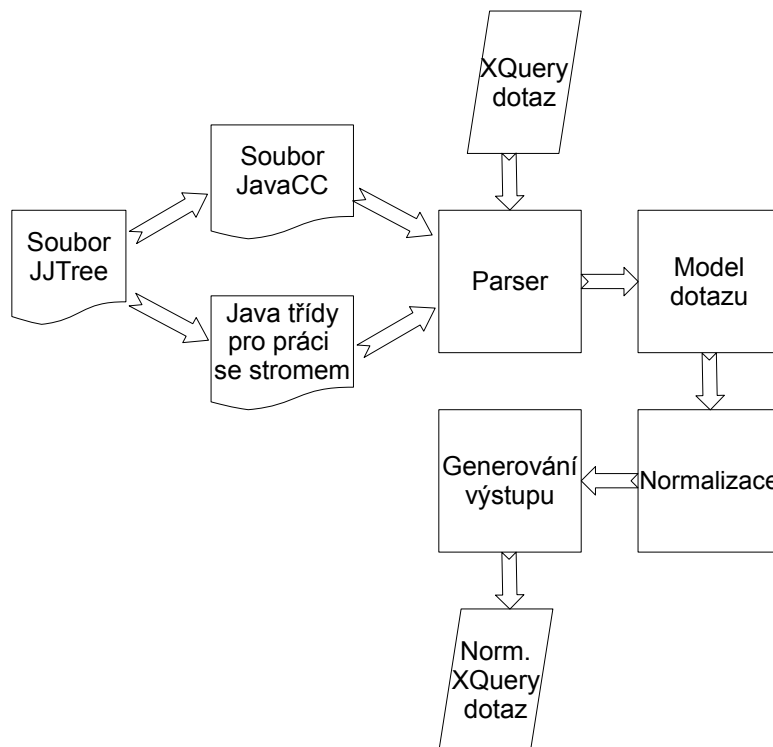 XQuery
dotaz
Soubor
JavaCC
Soubor
JJTree
Java třídy
pro práci
se stromem
Parser
Model
dotazu
Generování
výstupu
Normalizace
Norm.
XQuery
dotaz